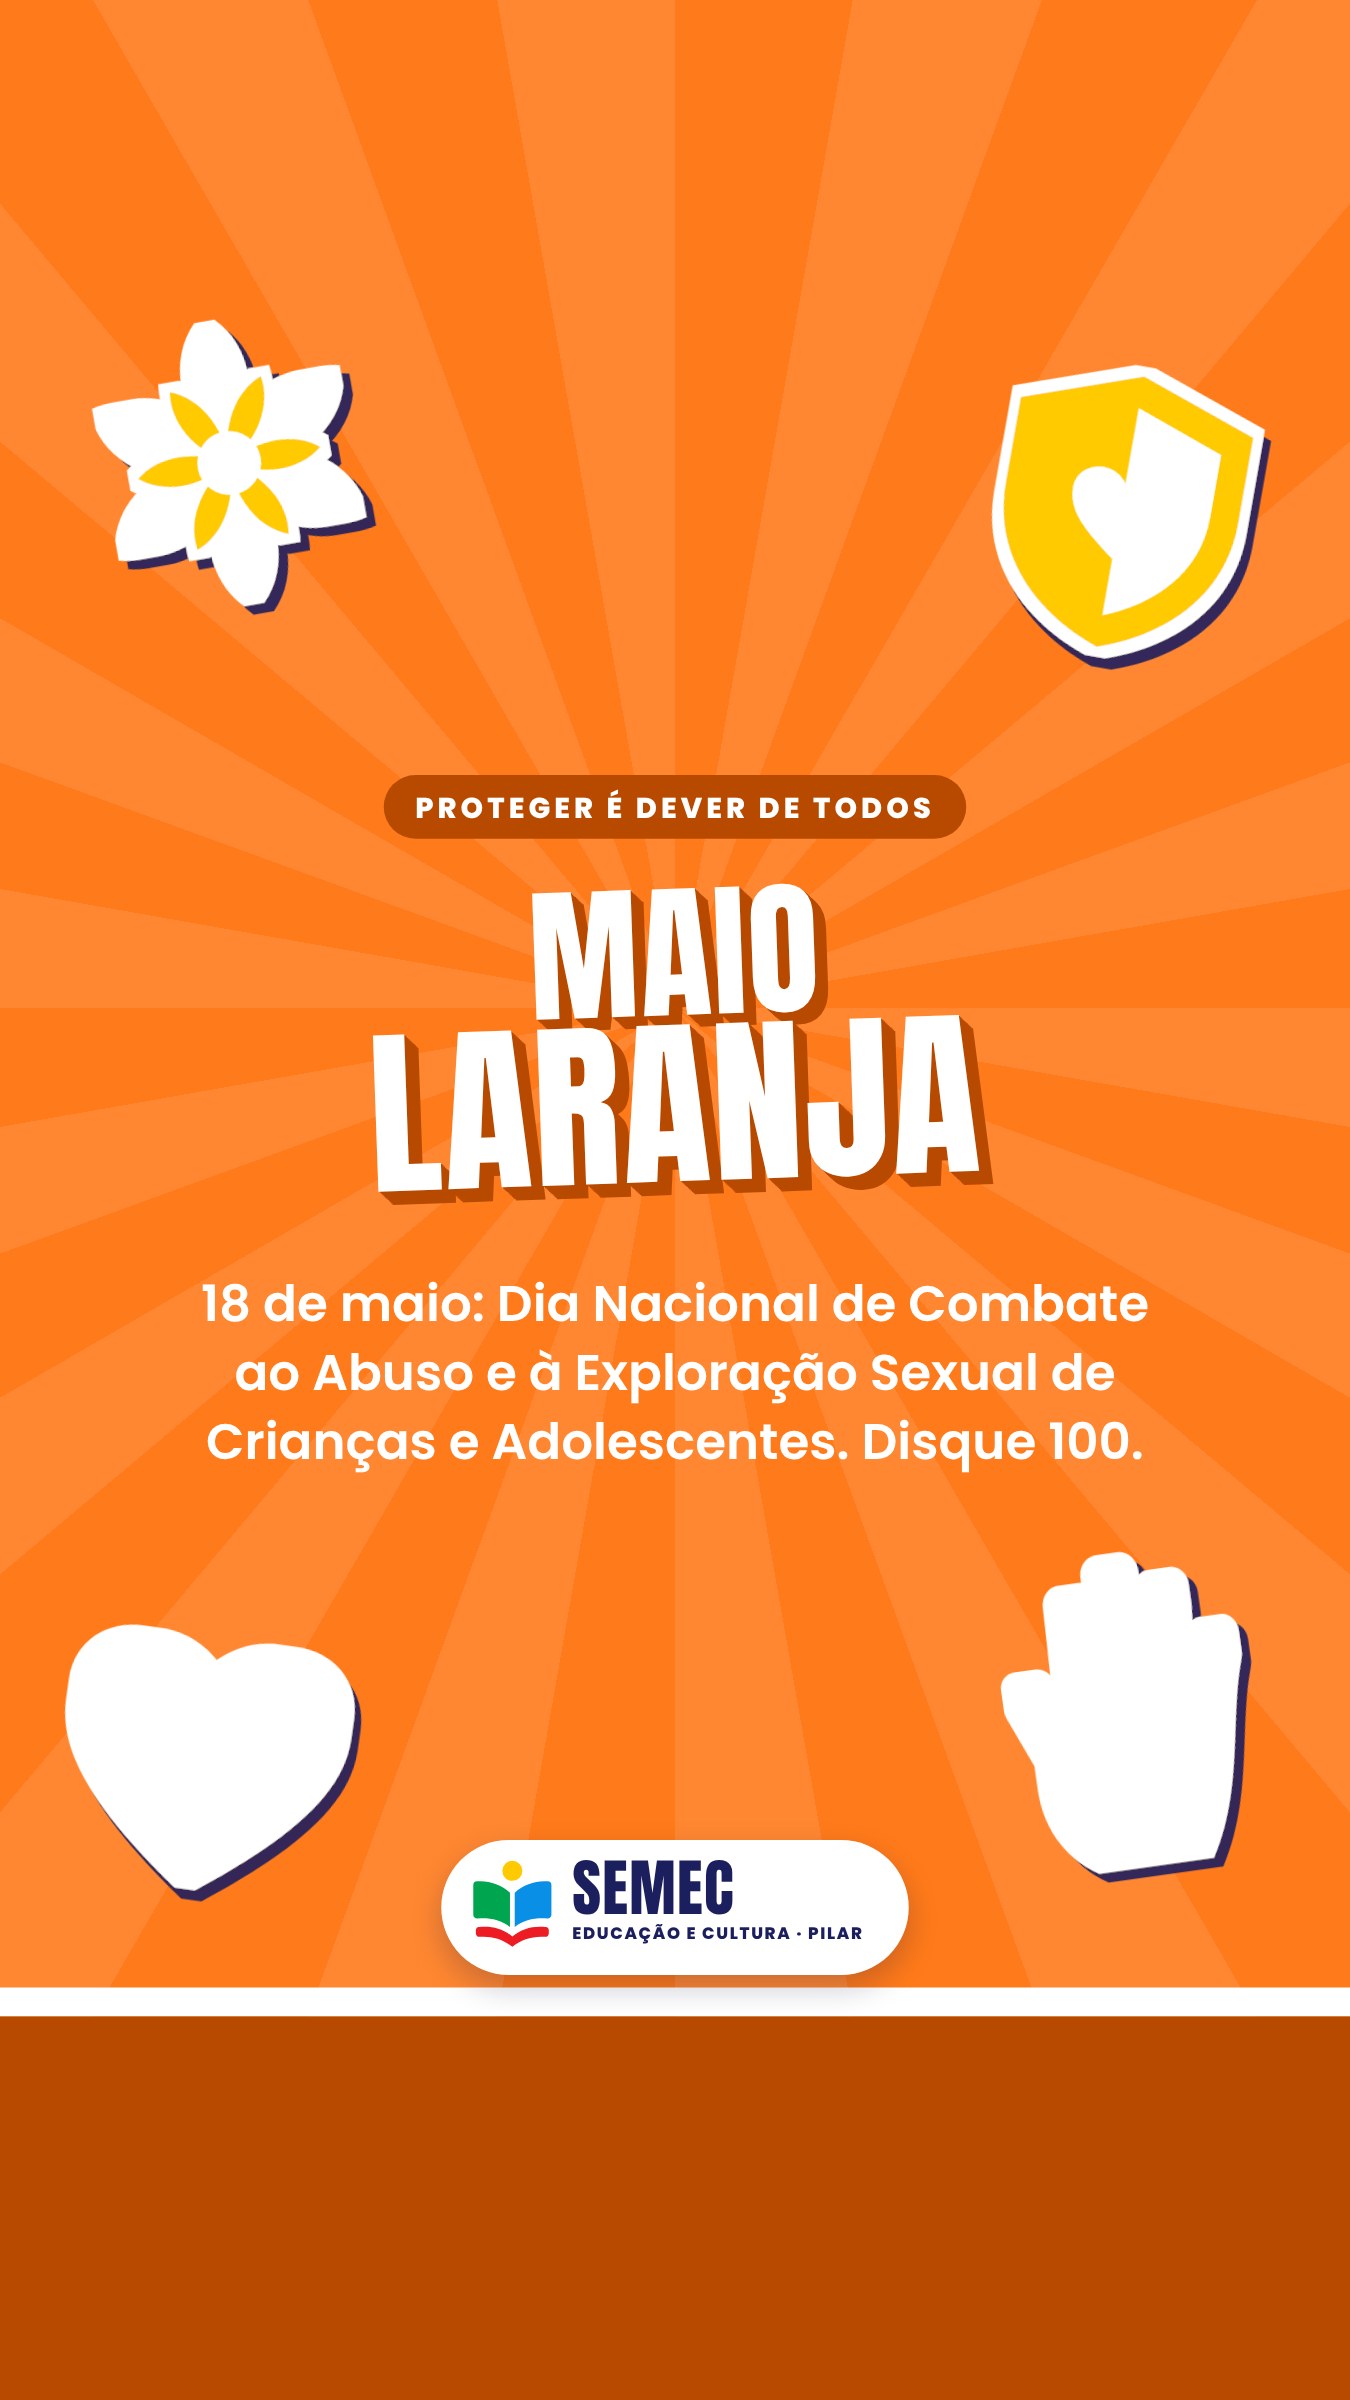 PROTEGER É DEVER DE TODOS
MAIO
LARANJA
18 de maio: Dia Nacional de Combate
ao Abuso e à Exploração Sexual de
Crianças e Adolescentes. Disque 100.
SEMEC
EDUCAÇÃO E CULTURA · PILAR